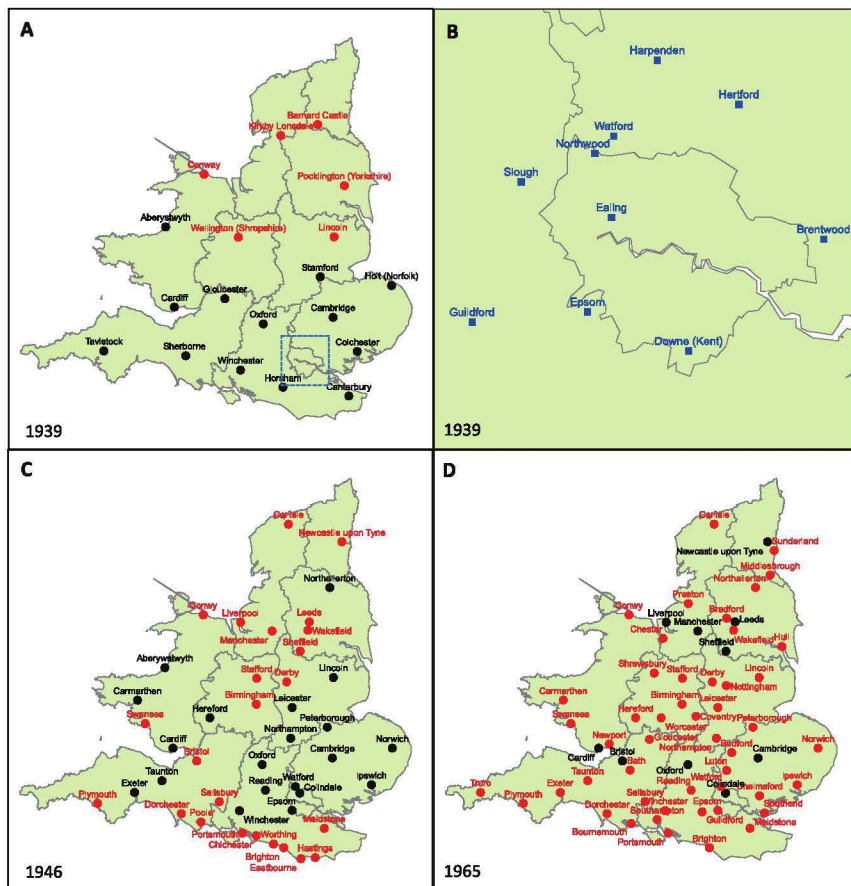 A
Barnard Castle
Kirkby Lonsdale
Conway
Pocklington (Yorkshire)
Aberystwyth
Wellington (Shropshire)
Lincoln
Stamford
Holt (Norfolk)
Gloucester
Cardiff
Oxford
Cambridge
Tavistock
Sherborne
Colchester
Winchester
Horsham
Canterbury
1939
B
Harpenden
Hertford
Watford
Northwood
Slough
Ealing
Brentwood
Guildford
Epsom
Downe (Kent)
1939
C
Carlisle
Newcastle upon Tyne
Northallerton
Conwy
Liverpool
Leeds
Manchester
Wakefield
Sheffield
Aberywstwyth
Stafford
Derby
Lincoln
Carmarthen
Birmingham
Leicester
Swansea
Hereford
Peterborough
Northampton
Norwich
Cardiff
Bristol
Oxford
Cambridge
Taunton
Exeter
Reading
Watford
Colindale
Ipswich
Plymouth
Salisbury
Epsom
Dorchester
Poole
Winchester
Maidstone
Portsmouth
Worthing
Chichester
Hastings
Brighton
Eastbourne
1946
D
Carlisle
Newcastle upon Tyne
Sunderland
Middlesbrough
Northallerton
Preston
Conwy
Liverpool
Bradford
Manchester
Leeds
Chester
Sheffield
Wakefield
Hull
Shrewsbury
Stafford
Derby
Lincoln
Nottingham
Carmarthen
Birmingham
Leicester
Hereford
Swansea
Worcester
Coventry
Peterborough
Newport
Gloucester
Northampton
Bedford
Norwich
Cardiff
Bristol
Bath
Oxford
Luton
Cambridge
Taunton
Reading
Watford
Truro
Exeter
Colindale
Chelmsford
Ipswich
Plymouth
Salisbury
Winchester
Epsom
Southend
Dorchester
Southampton
Guildford
Maidstone
Bournemouth
Portsmouth
Brighton
1965